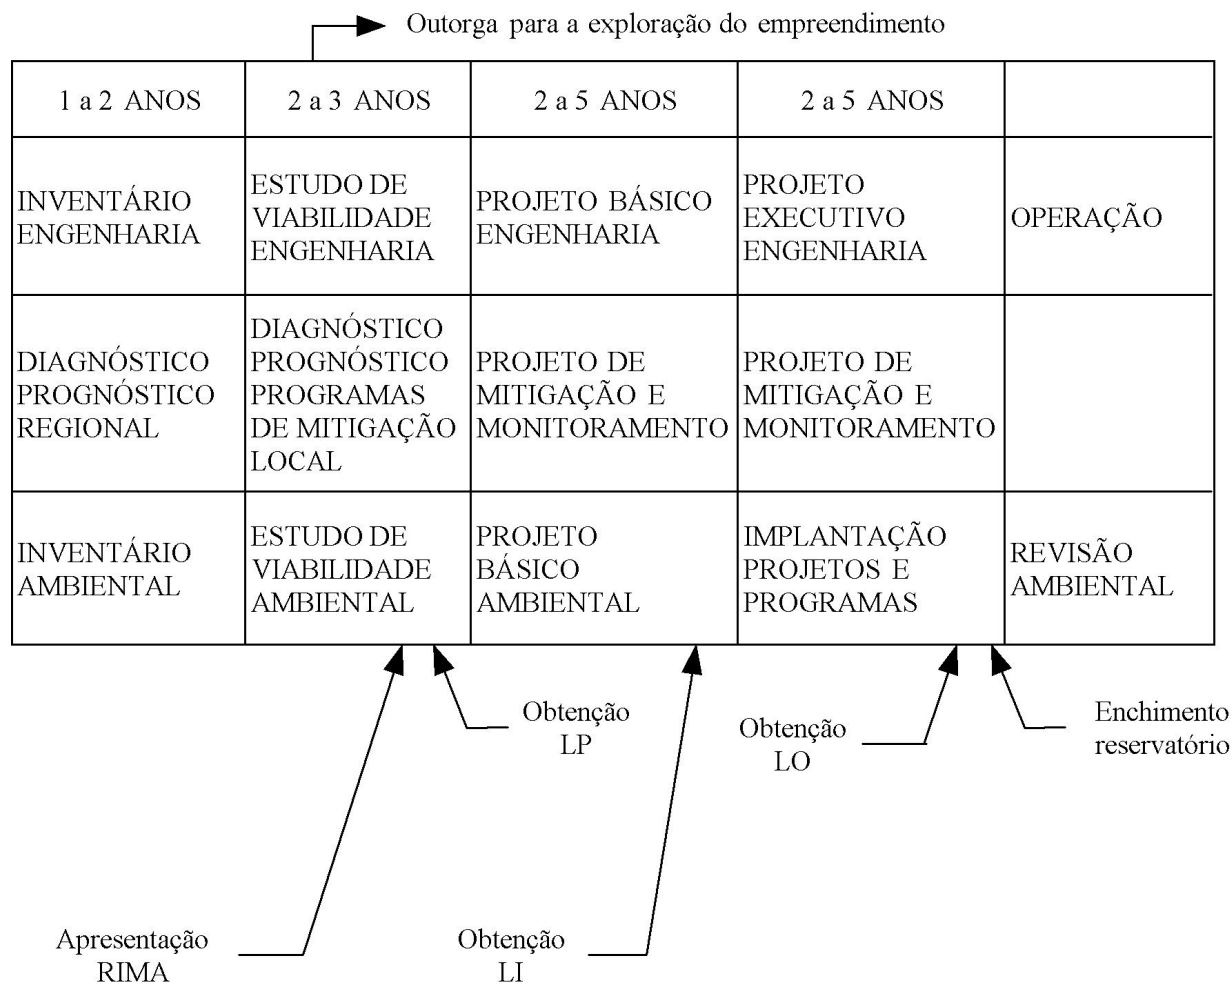 Outorga para a exploração do empreendimento
1 a 2 ANOS
2 a 3 ANOS
2 a 5 ANOS
2 a 5 ANOS
INVENTÁRIO
ENGENHARIA
ESTUDO DE
VIABILIDADE
ENGENHARIA
PROJETO BÁSICO
ENGENHARIA
PROJETO
EXECUTIVO
ENGENHARIA
OPERAÇÃO
DIAGNÓSTICO
PROGNÓSTICO
REGIONAL
DIAGNÓSTICO
PROGNÓSTICO
PROGRAMAS
DE MITIGAÇÃO
LOCAL
PROJETO DE
MITIGAÇÃO E
MONITORAMENTO
PROJETO DE
MITIGAÇÃO E
MONITORAMENTO
INVENTÁRIO
AMBIENTAL
ESTUDO DE
VIABILIDADE
AMBIENTAL
PROJETO
BÁSICO
AMBIENTAL
IMPLANTAÇÃO
PROJETOS E
PROGRAMAS
REVISÃO
AMBIENTAL
Obtenção
LP
Obtenção
LO
Enchimento
reservatório
Apresentação
RIMA
Obtenção
LI